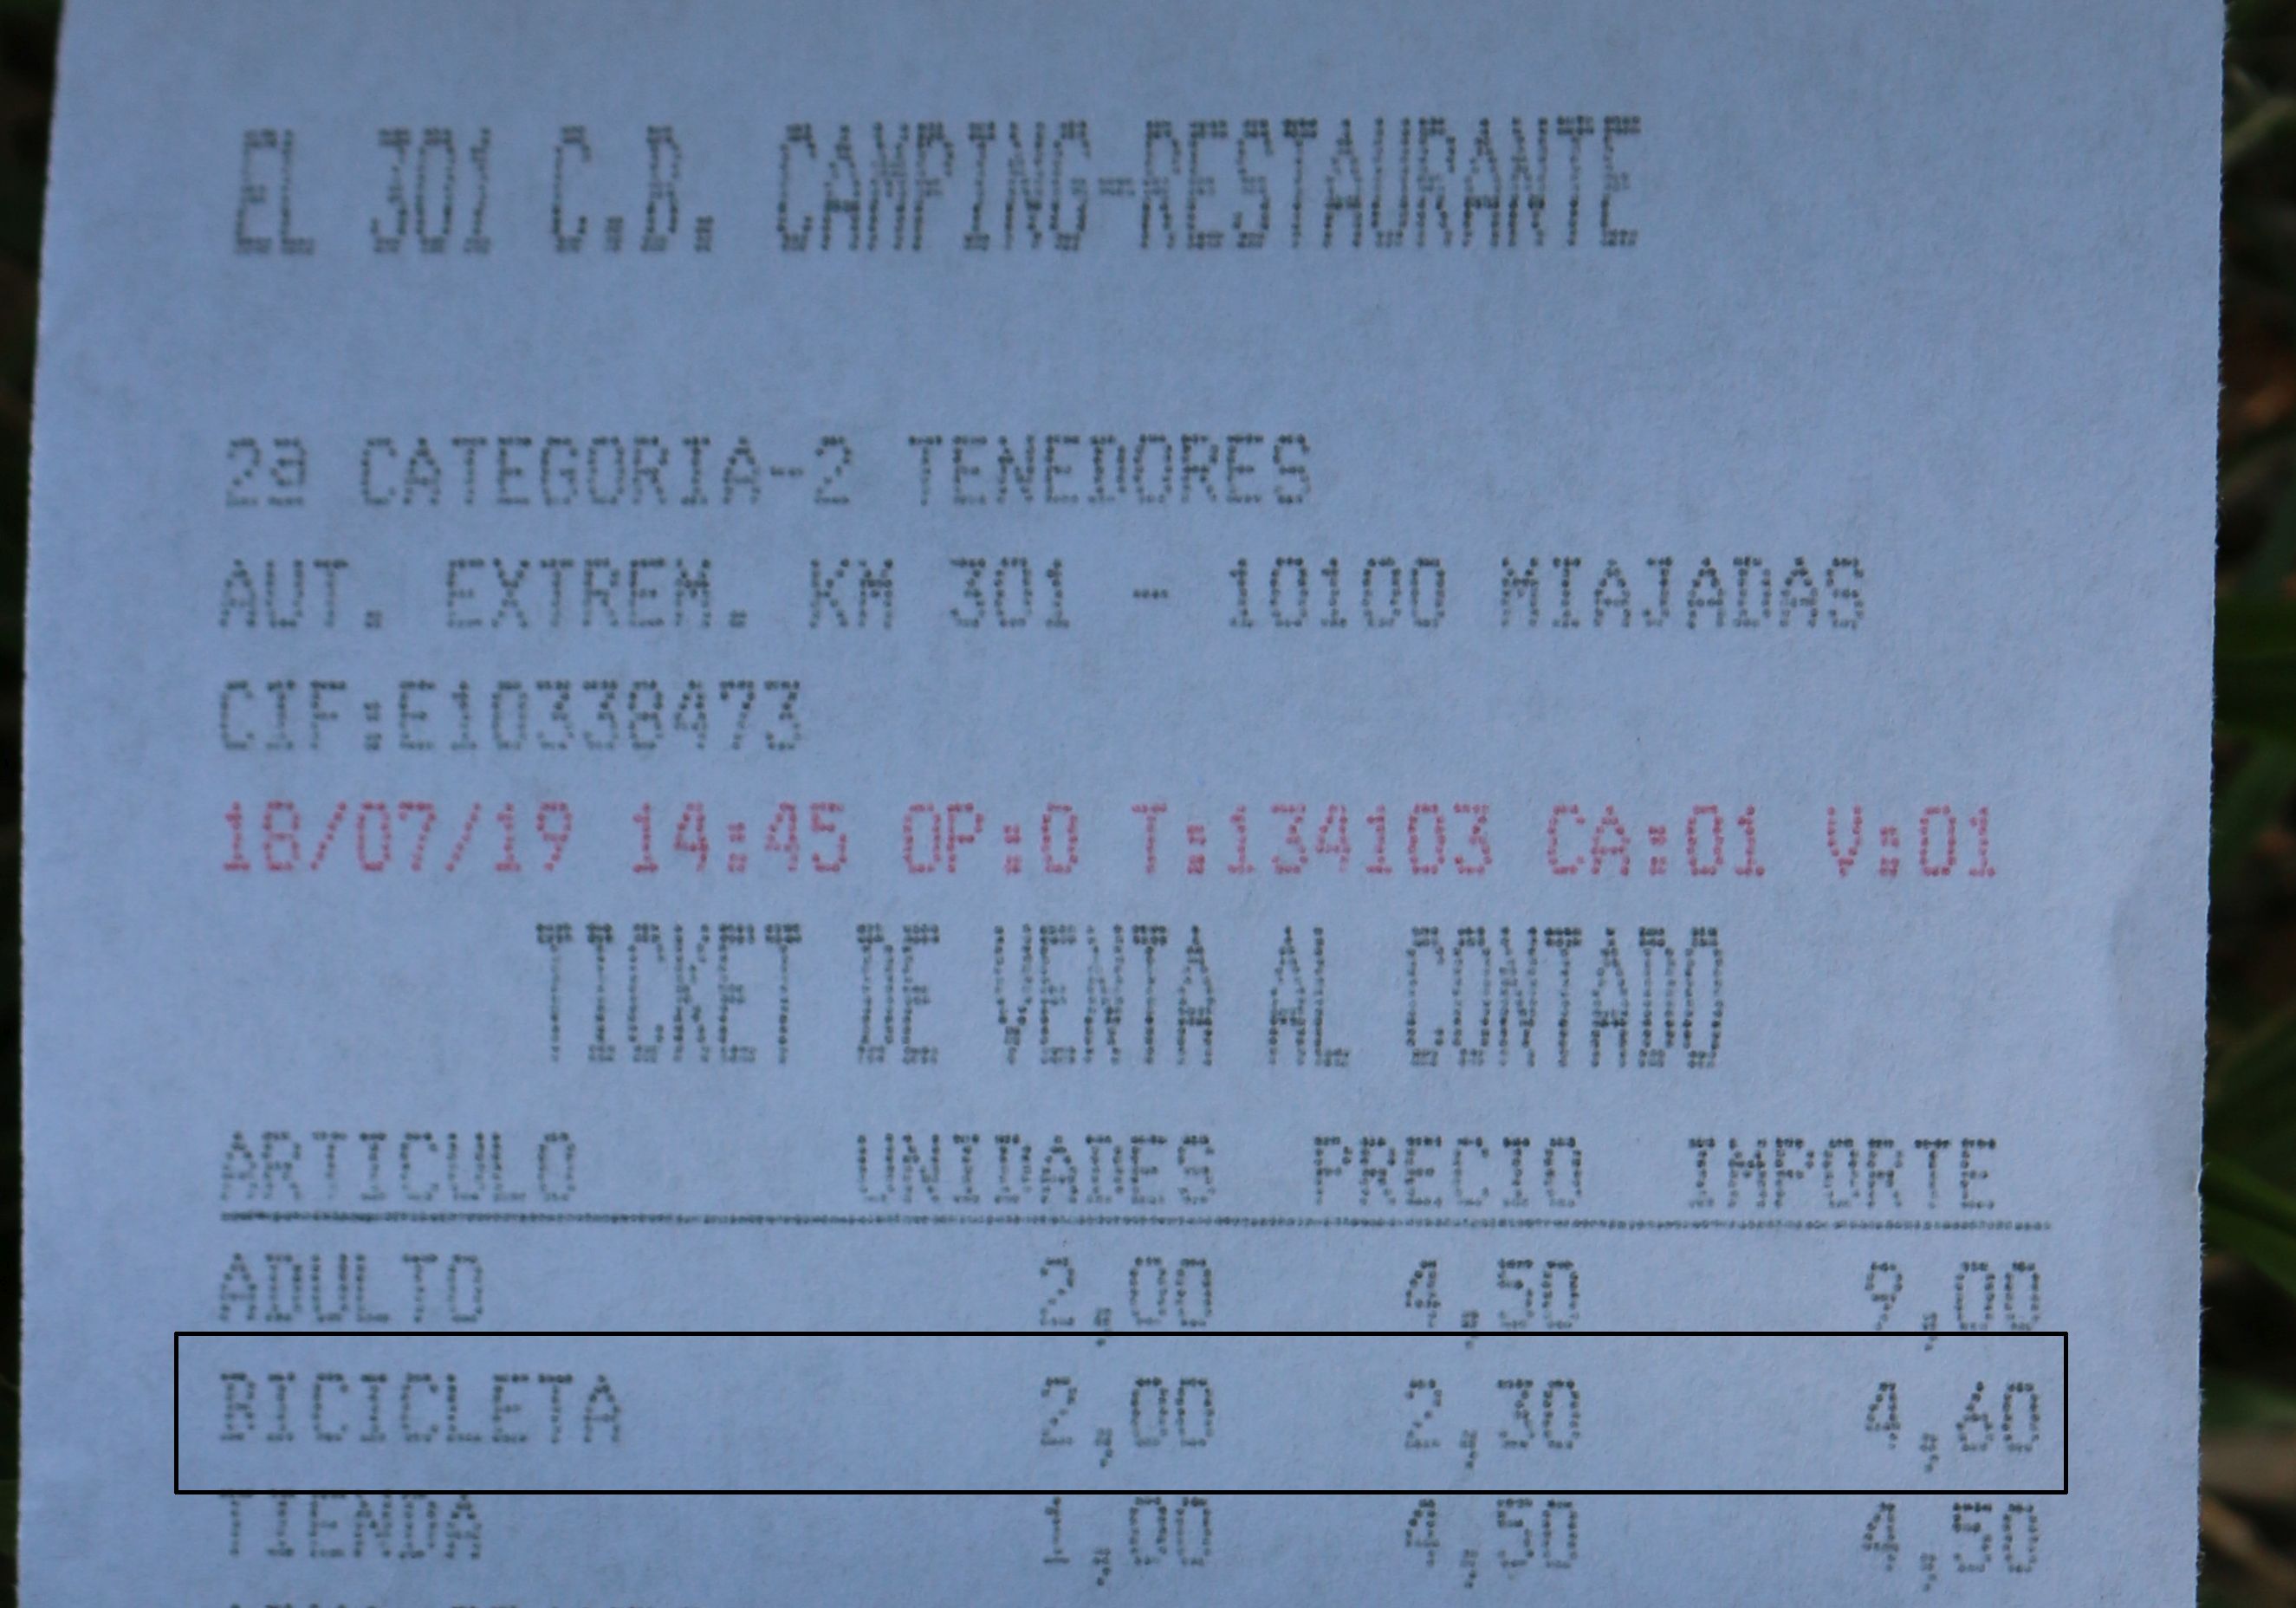 EL 301 C.B. CAMPING-RESTAURANTE
2ª CATEGORIA-2 TENEDORES
AUT. EXTREM. KM 301 - 10100 MIAJADAS
CIF:E10338473
18/07/19 14:45 OP:0 T:134103 CA:01 V:01
TICKET DE VENTA AL CONTADO
ARTICULO UNIDADES PRECIO IMPORTE
ADULTO 2,00 4,50 9,00
BICICLETA 2,00 2,30 4,60
TIENDA 1,00 4,50 4,50